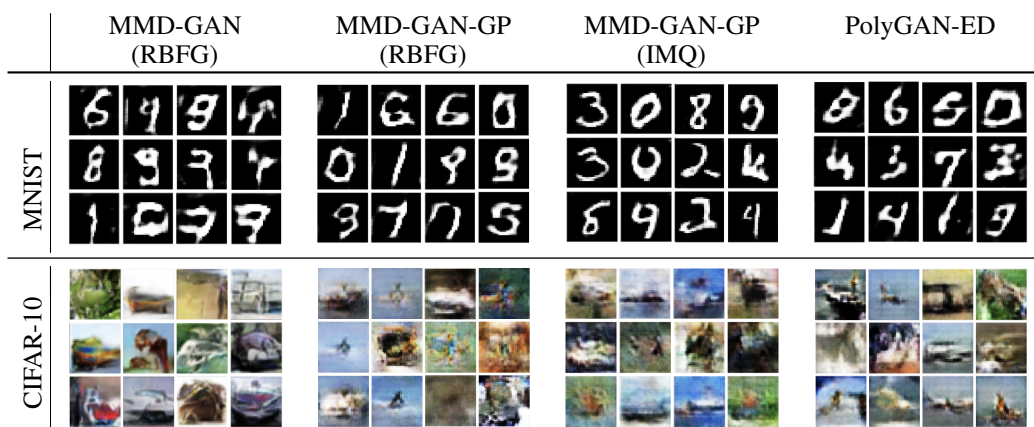 MMD-GAN MMD-GAN-GP MMD-GAN-GP PolyGAN-ED
(RBFG) (RBFG) (IMQ)
MNIST
CIFAR-10